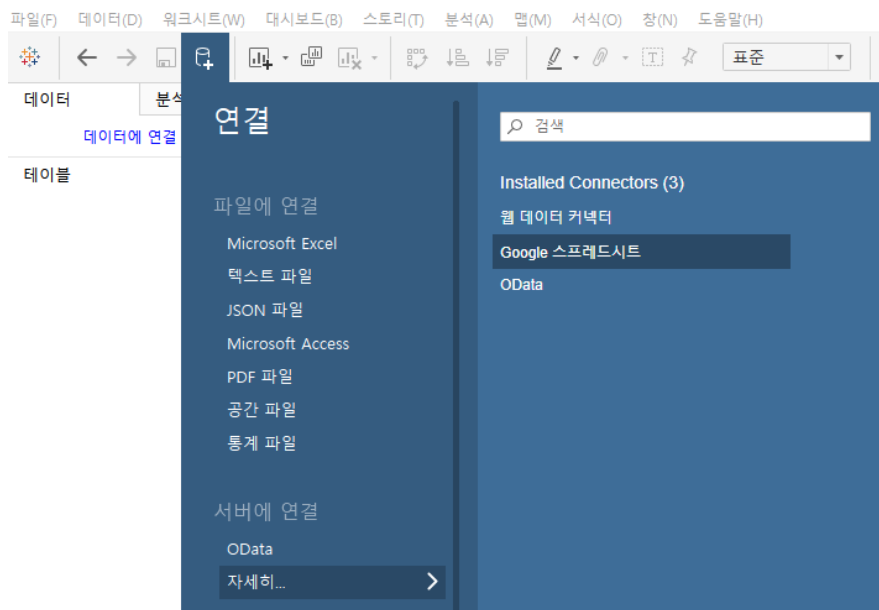 파일(F) 데이터(D) 워크시트(W) 대시보드(B) 스토리(T) 분석(A) 맵(M) 서식(O) 창(N) 도움말(H)
표준
데이터
분석
데이터에 연결
테이블
연결
파일에 연결
Microsoft Excel
텍스트 파일
JSON 파일
Microsoft Access
PDF 파일
공간 파일
통계 파일
서버에 연결
OData
자세히...
검색
Installed Connectors (3)
웹 데이터 커넥터
Google 스프레드시트
OData